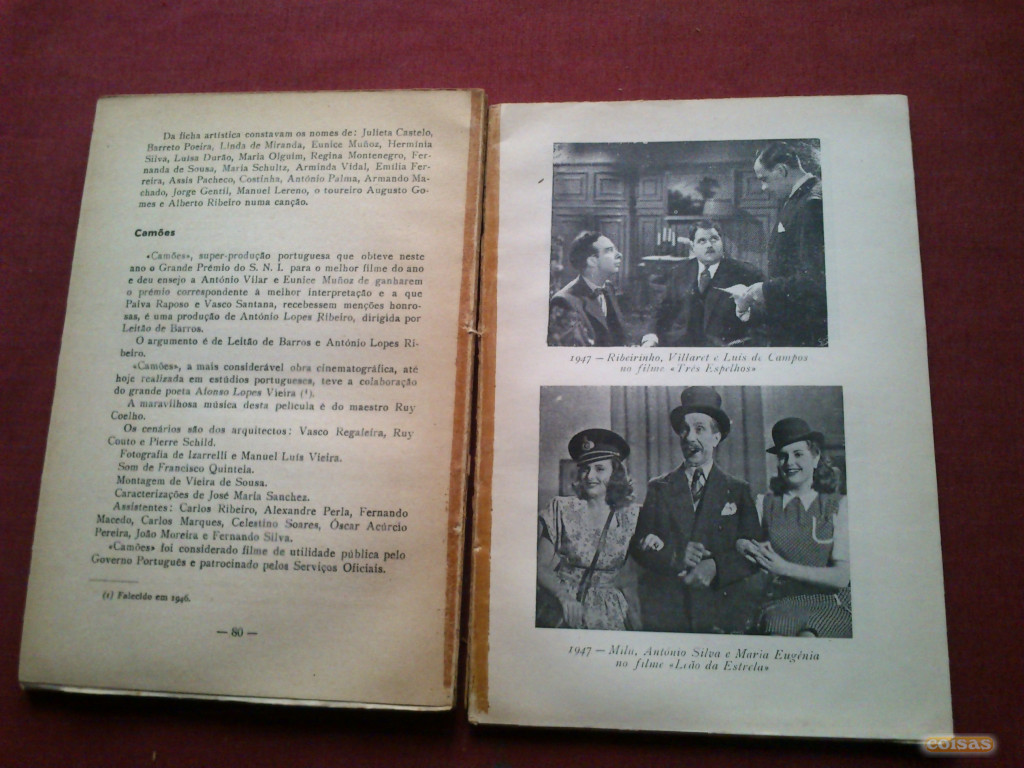 Da ficha artística constavam os nomes de: Julieta Castelo,
Barreto Poeira, Linda de Miranda, Eunice Muñoz, Hermínia
Silva, Luisa Durão, Maria Olguim, Regina Montenegro, Fer-
nanda de Sousa, Maria Schultz, Arminda Vidal, Emília Fer-
reira, Assis Pacheco, Costinha, António Palma, Armando Ma-
chado, Jorge Gentil, Manuel Lereno, o toureiro Augusto Go-
mes e Alberto Ribeiro numa canção.
Camões
«Camões», super-produção portuguesa que obteve neste
ano o Grande Prémio do S. N. I. para o melhor filme do ano
e deu ensejo a António Vilar e Eunice Muñoz de ganharem
o prémio correspondente à melhor interpretação e a que
Paiva Raposo e Vasco Santana, recebessem menções honro-
sas, é uma produção de António Lopes Ribeiro, dirigida por
Leitão de Barros.
O argumento é de Leitão de Barros e António Lopes Ri-
beiro.
«Camões», a mais considerável obra cinematográfica, até
hoje realizada em estúdios portugueses, teve a colaboração
do grande poeta Afonso Lopes Vieira (1).
A maravilhosa música desta película é do maestro Ruy
Coelho.
Os cenários são dos arquitectos: Vasco Regaleira, Ruy
Couto e Pierre Schild.
Fotografia de Izarrelli e Manuel Luís Vieira.
Som de Francisco Quintela.
Montagem de Vieira de Sousa.
Caracterizações de José Maria Sanchez.
Assistentes: Carlos Ribeiro, Alexandre Perla, Fernando
Macedo, Carlos Marques, Celestino Soares, Óscar Acúrcio
Pereira, João Moreira e Fernando Silva.
«Camões» foi considerado filme de utilidade pública pelo
Governo Português e patrocinado pelos Serviços Oficiais.
(1) Falecido em 1946.
— 80 —
1947 — Ribeirinho, Villaret e Luís de Campos
no filme «Três Espelhos»
1947 — Milú, António Silva e Maria Eugénia
no filme «Leão da Estrela»
coisas